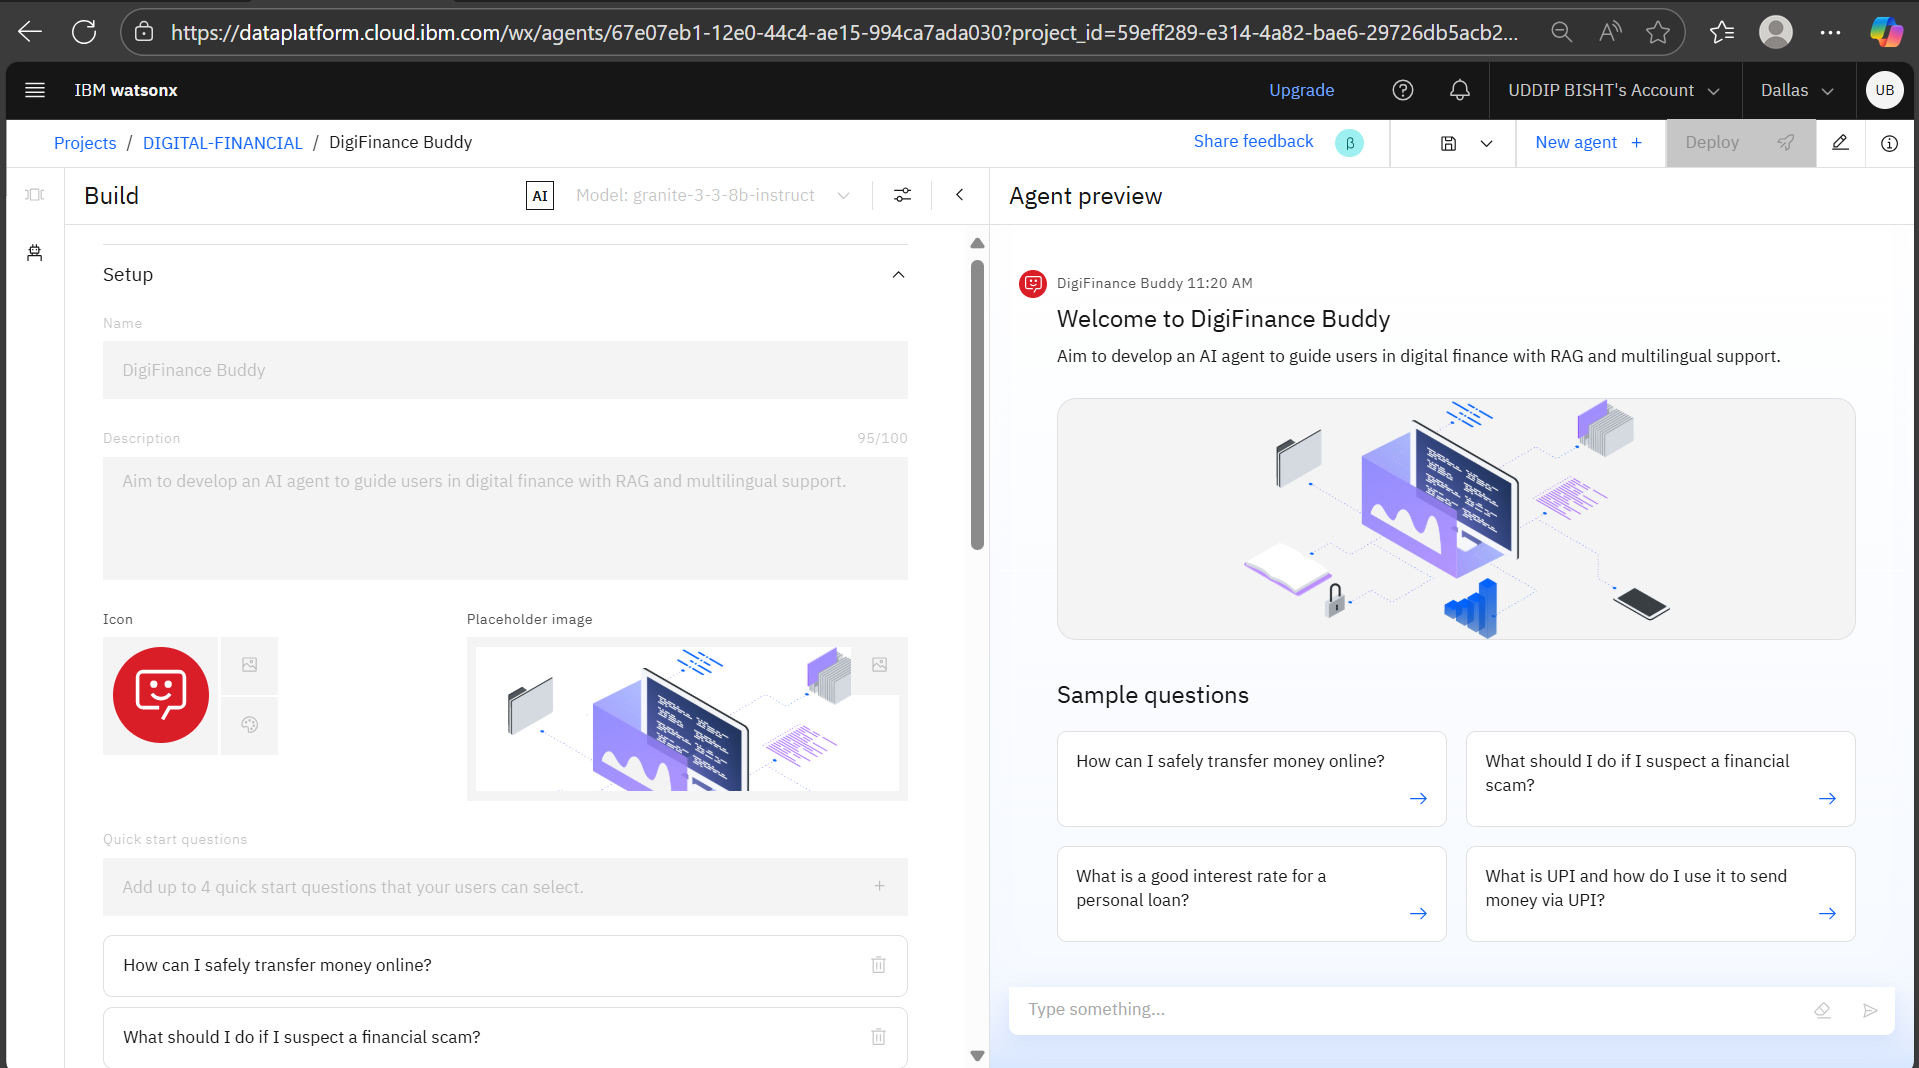 https://dataplatform.cloud.ibm.com/wx/agents/67e07eb1-12e0-44c4-ae15-994ca7ada030?project_id=59eff289-e314-4a82-bae6-29726db5acb2...
IBM watsonx
Upgrade
UDDIP BISHT's Account
Dallas
UB
Projects / DIGITAL-FINANCIAL / DigiFinance Buddy
Share feedback
β
New agent +
Deploy
Build
AI
Model: granite-3-3-8b-instruct
Setup
Name
DigiFinance Buddy
Description
95/100
Aim to develop an AI agent to guide users in digital finance with RAG and multilingual support.
Icon
Placeholder image
Quick start questions
Add up to 4 quick start questions that your users can select.
How can I safely transfer money online?
What should I do if I suspect a financial scam?
Agent preview
DigiFinance Buddy 11:20 AM
Welcome to DigiFinance Buddy
Aim to develop an AI agent to guide users in digital finance with RAG and multilingual support.
Sample questions
How can I safely transfer money online?
What should I do if I suspect a financial
scam?
What is a good interest rate for a
personal loan?
What is UPI and how do I use it to send
money via UPI?
Type something...